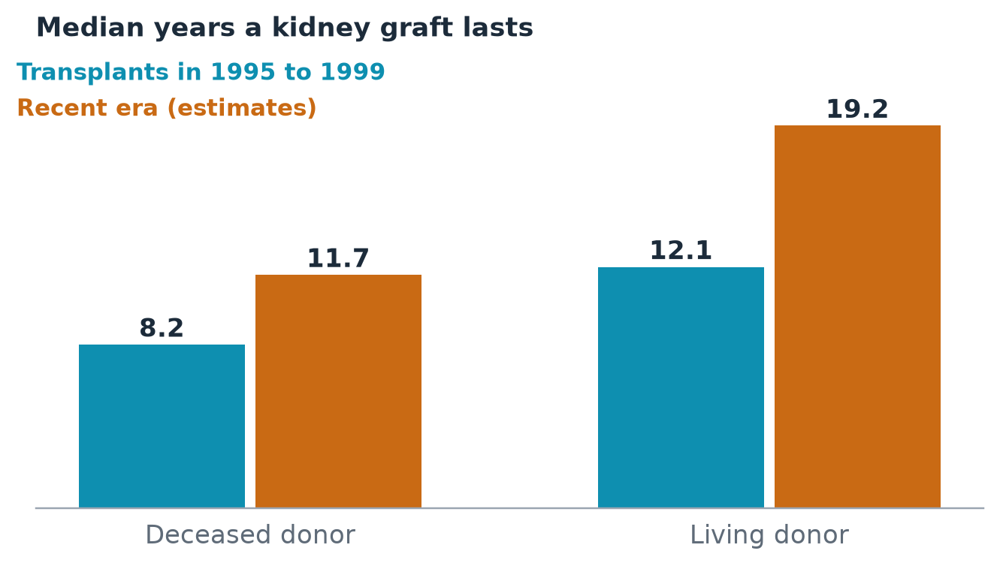 Median years a kidney graft lasts
Transplants in 1995 to 1999
Recent era (estimates)
19.2
12.1
11.7
8.2
Deceased donor
Living donor